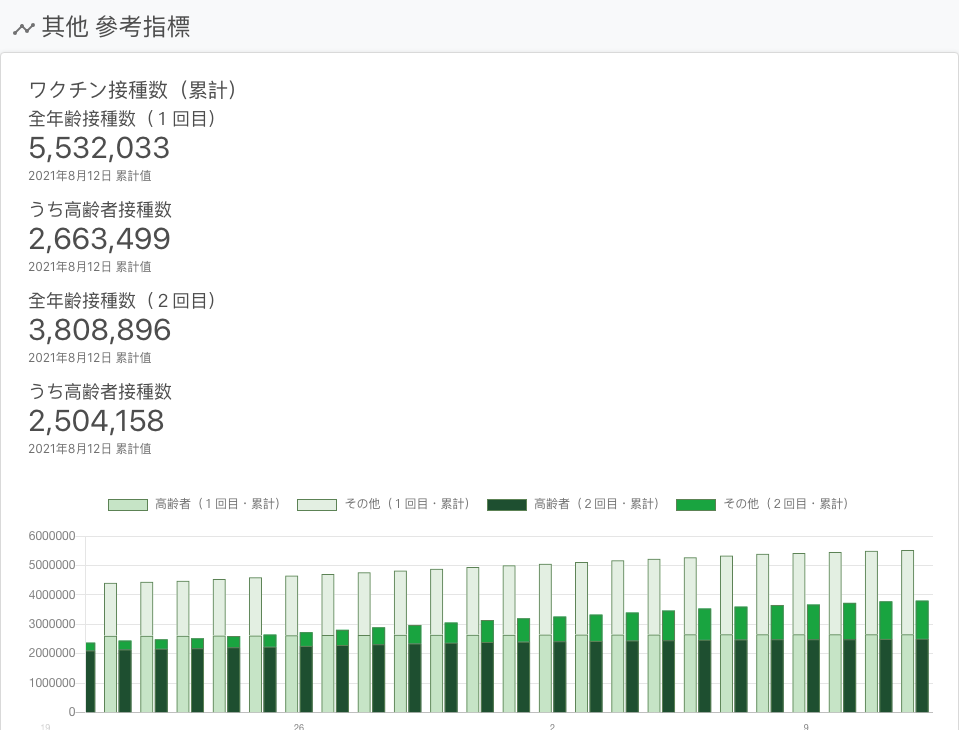 其他 參考指標
ワクチン接種数（累計）
全年齢接種数（１回目）
5,532,033
2021年8月12日 累計値
うち高齢者接種数
2,663,499
2021年8月12日 累計値
全年齢接種数（２回目）
3,808,896
2021年8月12日 累計値
うち高齢者接種数
2,504,158
2021年8月12日 累計値
高齢者（１回目・累計） その他（１回目・累計） 高齢者（２回目・累計） その他（２回目・累計）
6000000
5000000
4000000
3000000
2000000
1000000
0
19 26 2 9